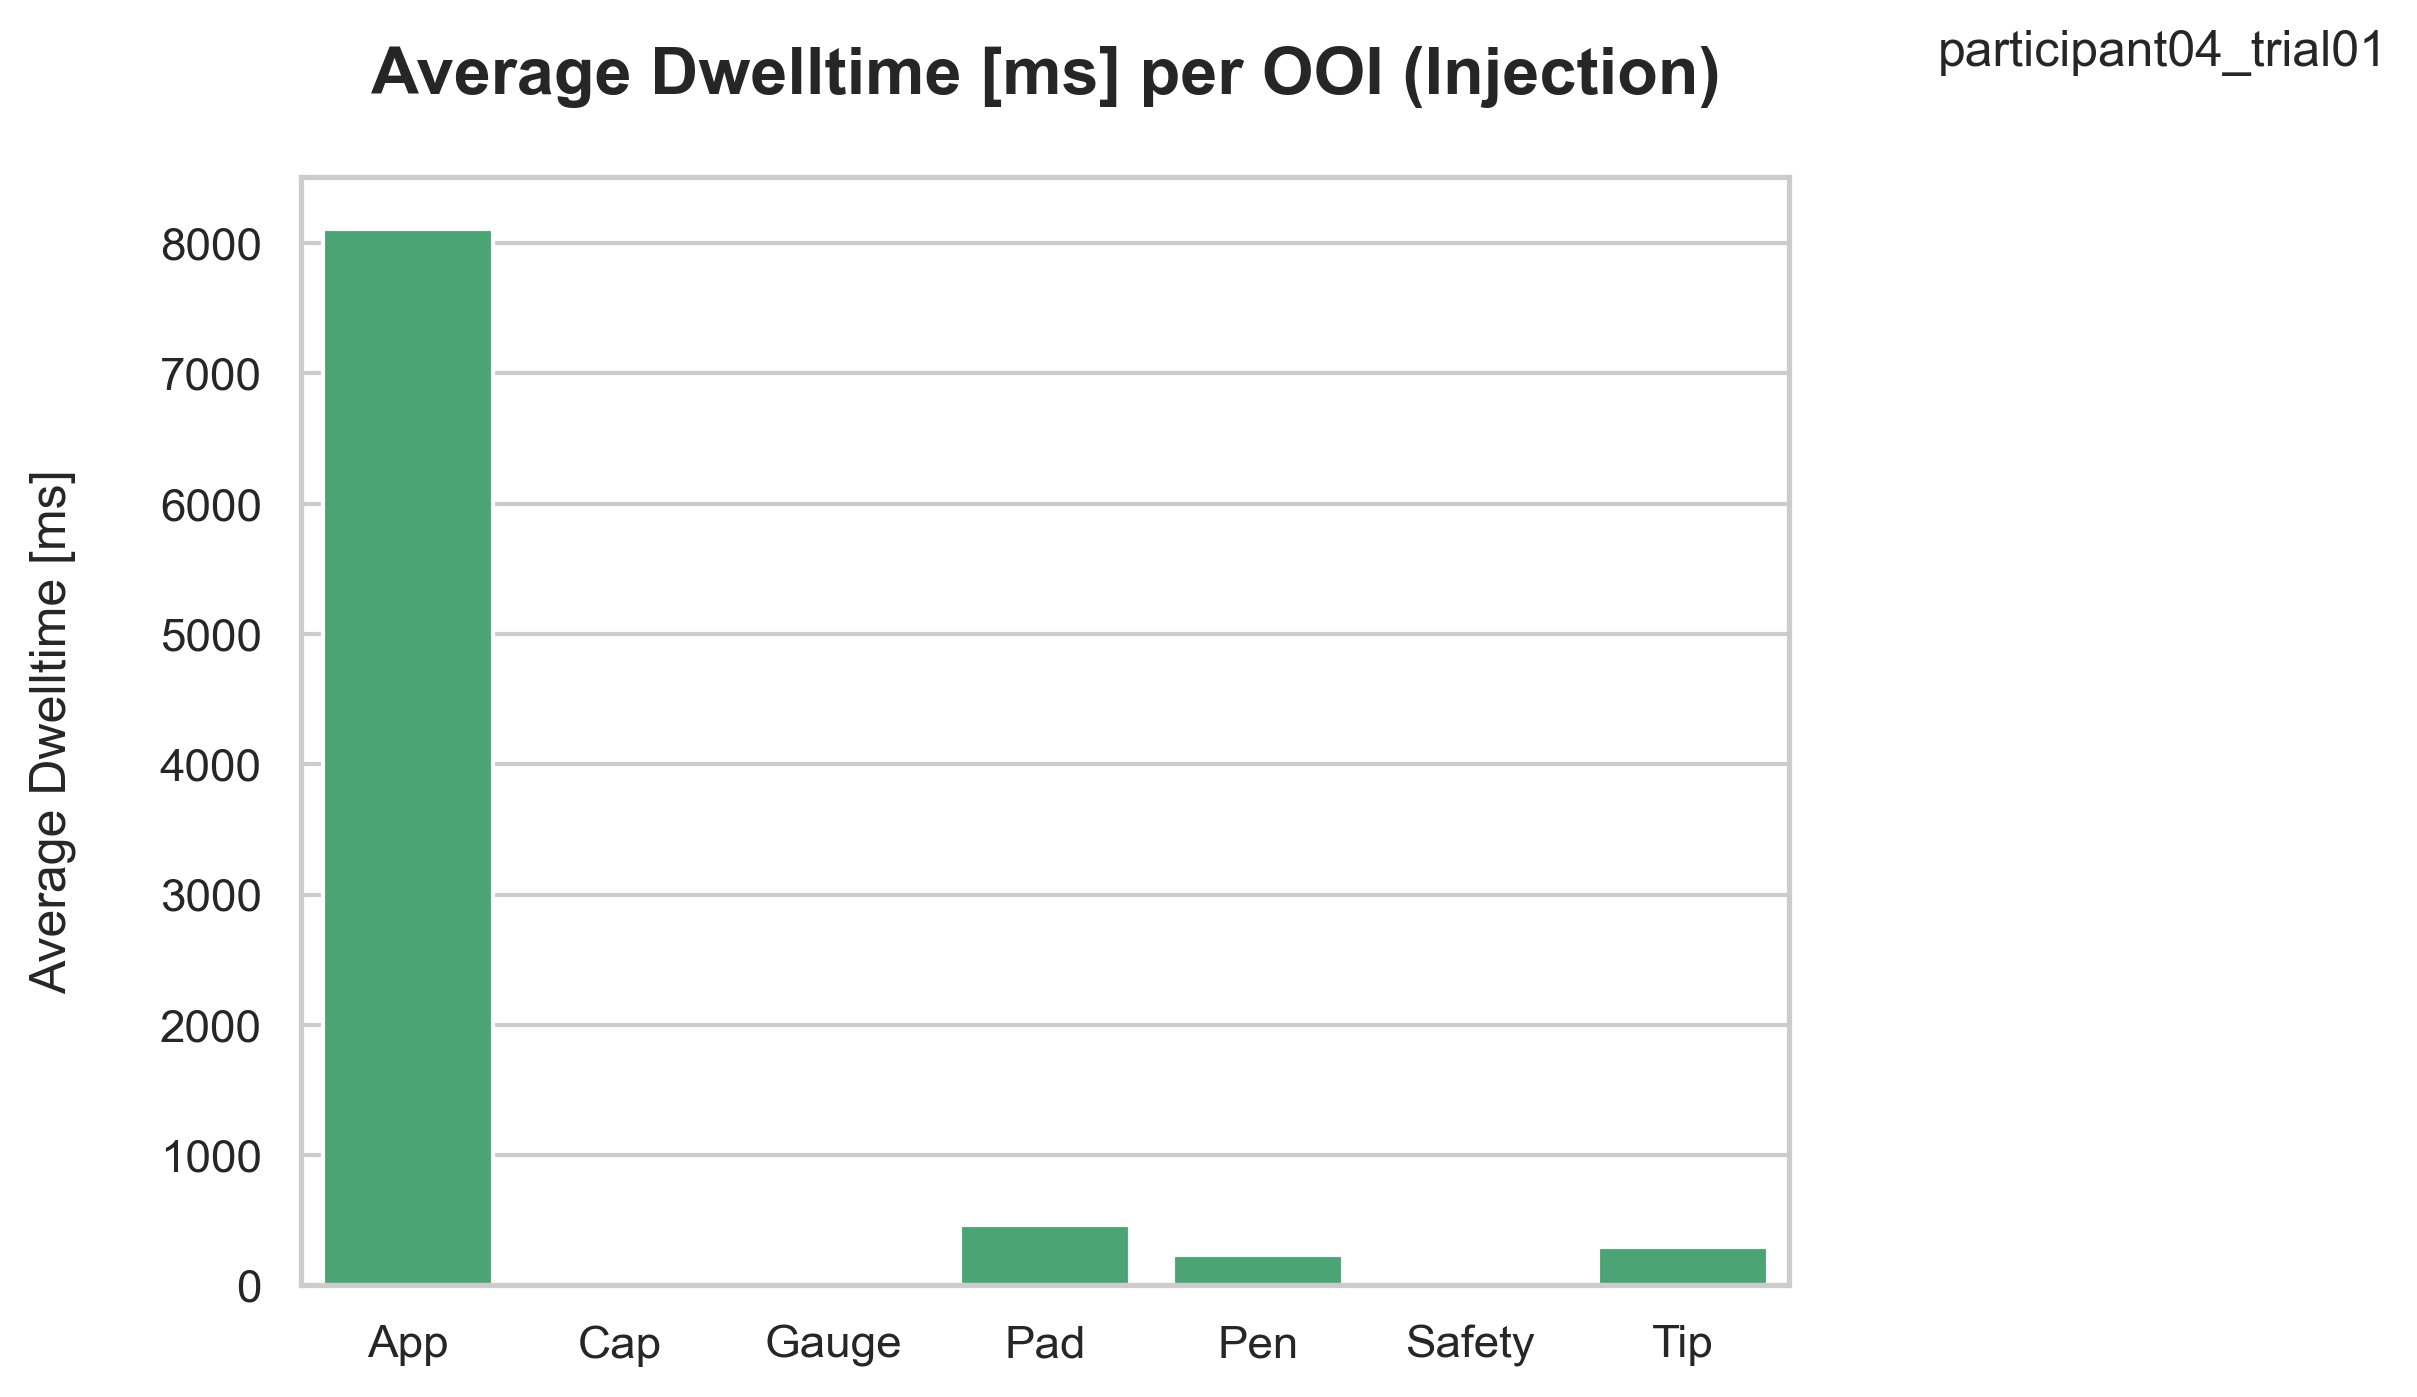 participant04_trial01
Average Dwelltime [ms] per OOI (Injection)
Average Dwelltime [ms]
8000
7000
6000
5000
4000
3000
2000
1000
0
App Cap Gauge Pad Pen Safety Tip